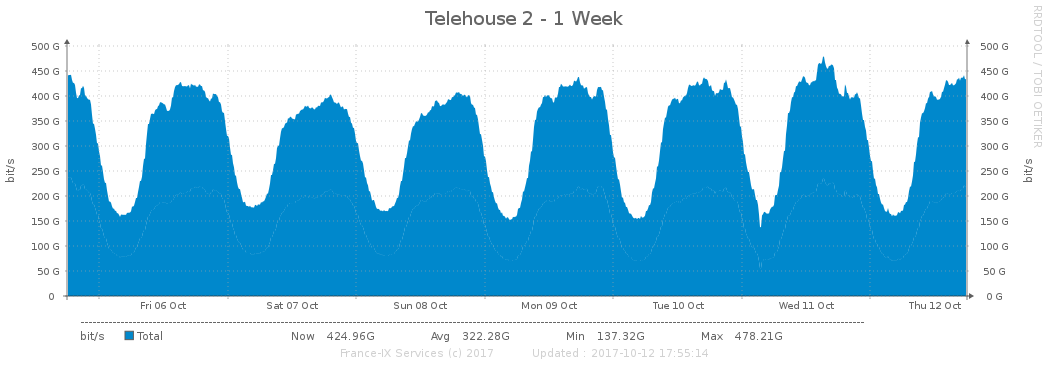 Telehouse 2 - 1 Week
RRDTOOL / TOBI OETIKER
500 G 500 G
450 G 450 G
400 G 400 G
350 G 350 G
300 G 300 G
250 G 250 G
200 G 200 G
150 G 150 G
100 G 100 G
50 G 50 G
0 0 G
bit/s bit/s
Fri 06 Oct Sat 07 Oct Sun 08 Oct Mon 09 Oct Tue 10 Oct Wed 11 Oct Thu 12 Oct
bit/s Total Now 424.96G Avg 322.28G Min 137.32G Max 478.21G
France-IX Services (c) 2017 Updated : 2017-10-12 17:55:14